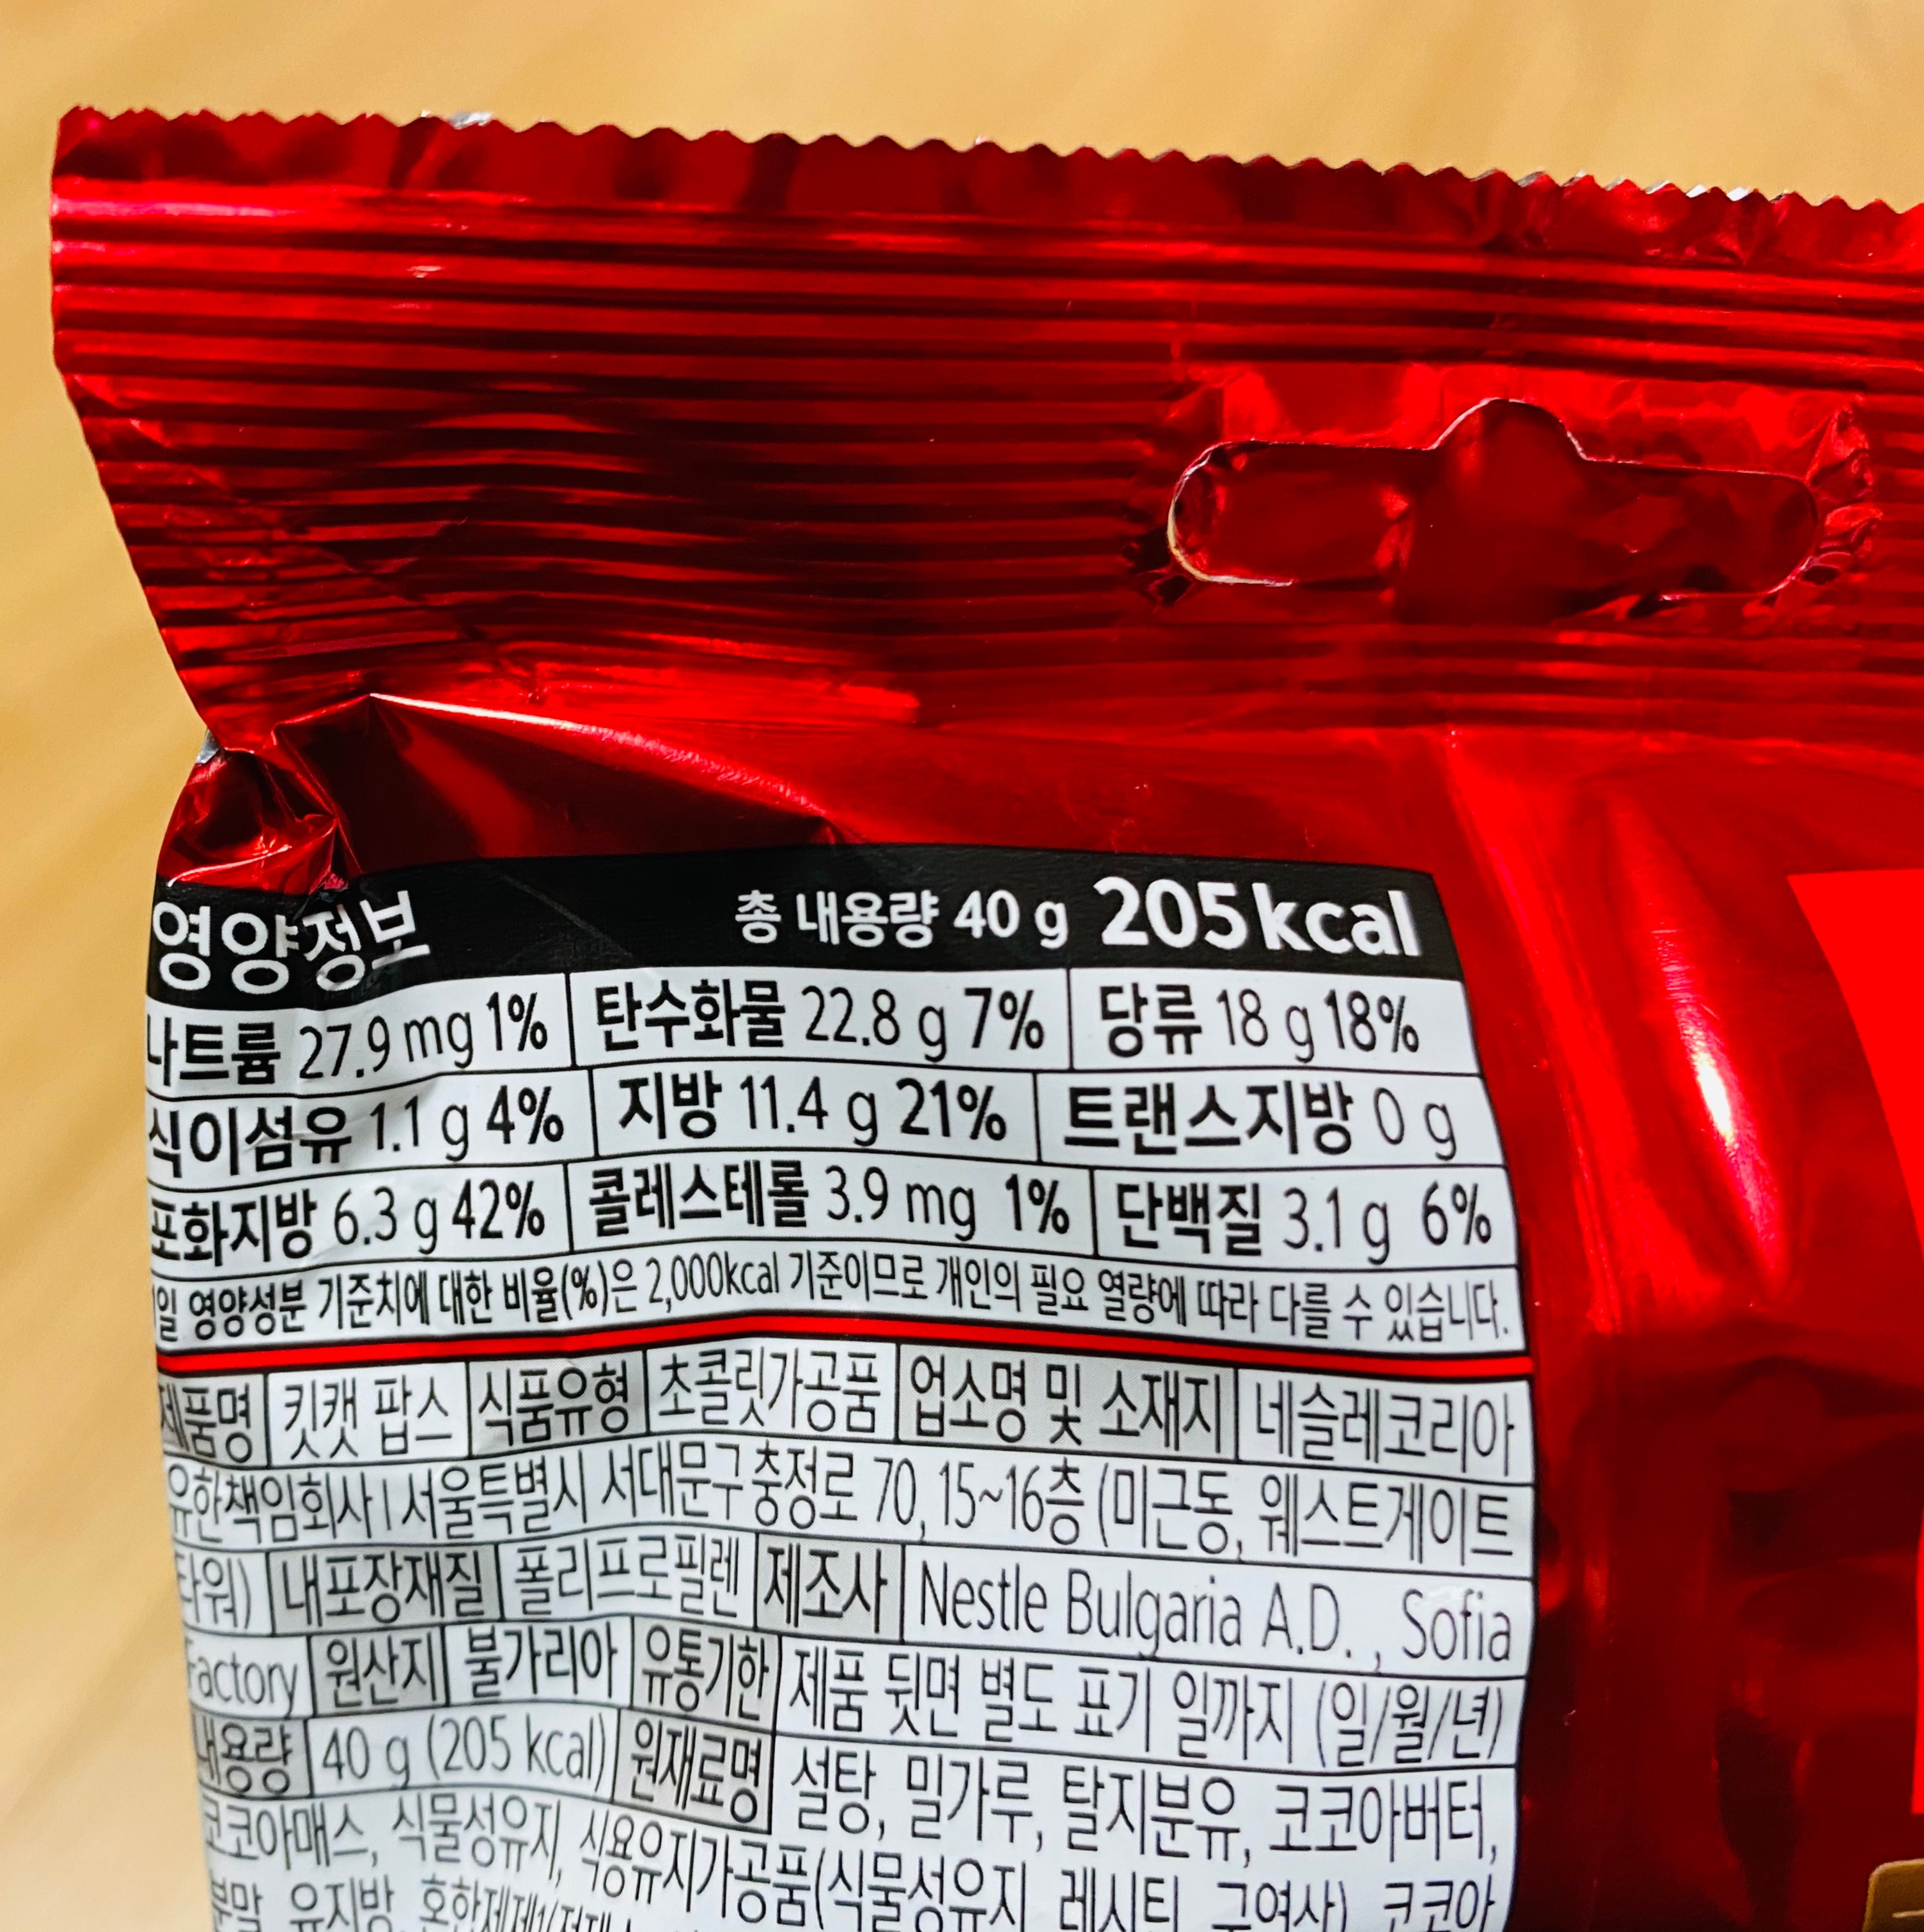 영양정보 총 내용량 40 g 205kcal
나트륨 27.9 mg 1% 탄수화물 22.8 g 7% 당류 18 g 18%
식이섬유 1.1 g 4% 지방 11.4 g 21% 트랜스지방 0 g
포화지방 6.3 g 42% 콜레스테롤 3.9 mg 1% 단백질 3.1 g 6%
1일 영양성분 기준치에 대한 비율(%)은 2,000kcal 기준이므로 개인의 필요 열량에 따라 다를 수 있습니다.
제품명 킷캣 팝스 식품유형 초콜릿가공품 업소명 및 소재지 네슬레코리아
유한책임회사 I 서울특별시 서대문구 충정로 70, 15~16층 (미근동, 웨스트게이트
타워) 내포장재질 폴리프로필렌 제조사 Nestle Bulgaria A.D. , Sofia
Factory 원산지 불가리아 유통기한 제품 뒷면 별도 표기 일까지 (일/월/년)
내용량 40 g (205 kcal) 원재료명 설탕, 밀가루, 탈지분유, 코코아버터,
코코아매스, 식물성유지, 식용유지가공품(식물성유지, 레시틴, 구연산), 코코아
분말, 유지방, 혼합제제1(정제